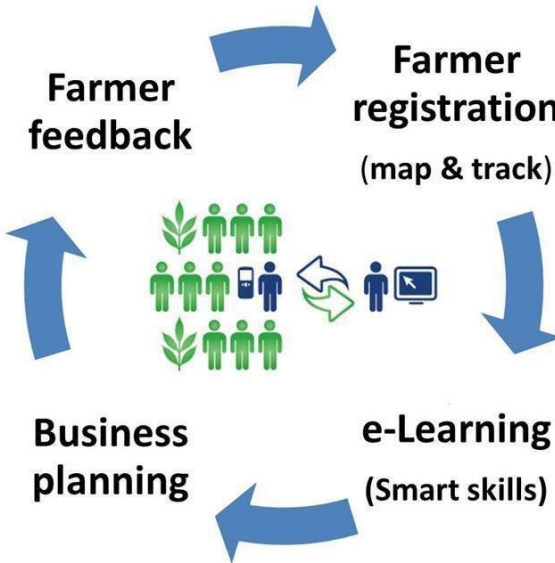 Farmer
feedback
Farmer
registration
(map & track)
e-Learning
(Smart skills)
Business
planning